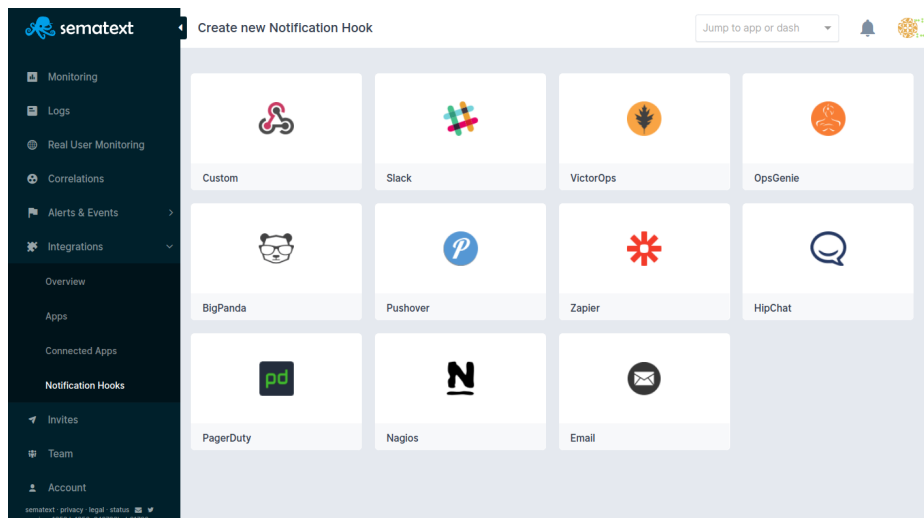 sematext
Create new Notification Hook
Jump to app or dash
Monitoring
Logs
Real User Monitoring
Correlations
Alerts & Events
Integrations
Overview
Apps
Connected Apps
Notification Hooks
Invites
Team
Account
sematext · privacy · legal · status
Custom
Slack
VictorOps
OpsGenie
BigPanda
Pushover
Zapier
HipChat
pd
N
PagerDuty
Nagios
Email